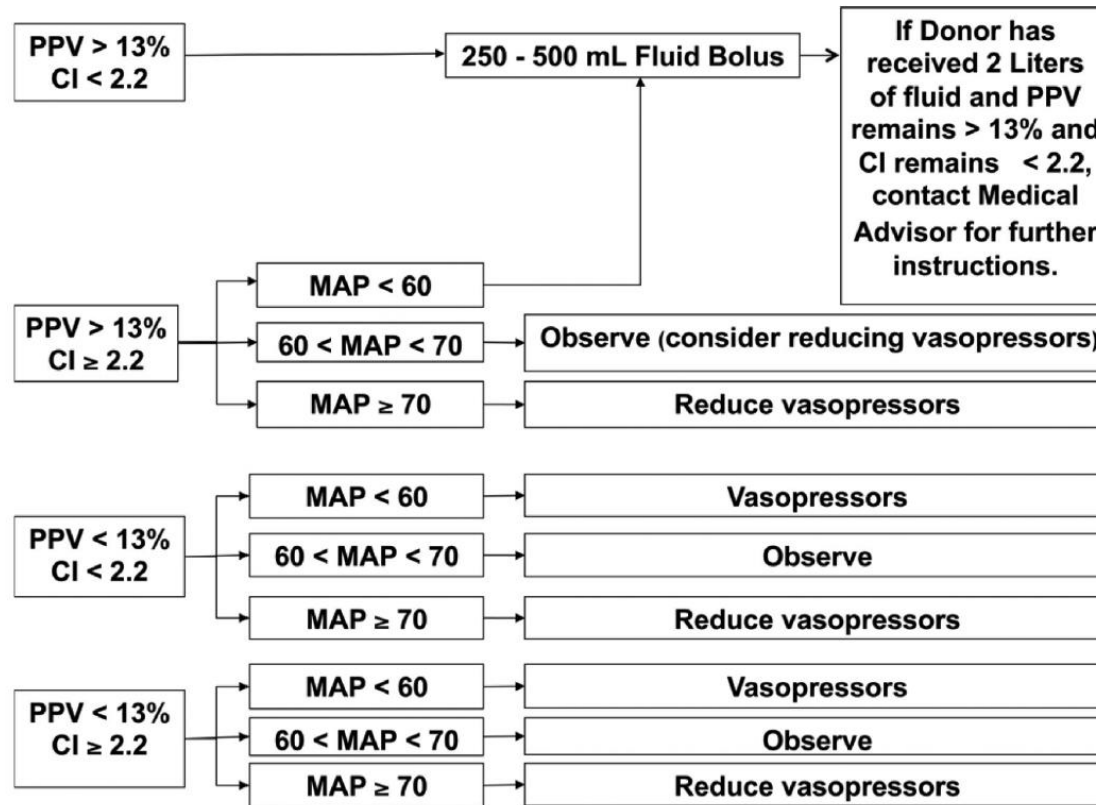 PPV > 13%
CI < 2.2
250 - 500 mL Fluid Bolus
If Donor has
received 2 Liters
of fluid and PPV
remains > 13% and
CI remains < 2.2,
contact Medical
Advisor for further
instructions.
PPV > 13%
CI ≥ 2.2
MAP < 60
60 < MAP < 70
Observe (consider reducing vasopressors)
MAP ≥ 70
Reduce vasopressors
PPV < 13%
CI < 2.2
MAP < 60
Vasopressors
60 < MAP < 70
Observe
MAP ≥ 70
Reduce vasopressors
PPV < 13%
CI ≥ 2.2
MAP < 60
Vasopressors
60 < MAP < 70
Observe
MAP ≥ 70
Reduce vasopressors